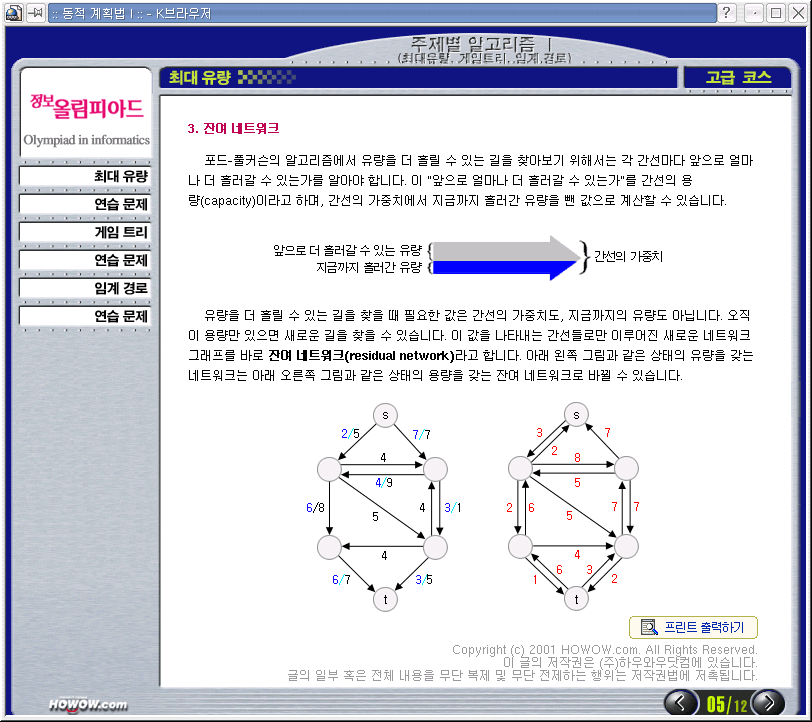 :: 동적 계획법 I :: - K브라우저
주제별 알고리즘 I
(최대유량, 게임트리, 임계,경로)
최대 유량
고급 코스
정보올림피아드
Olympiad in informatics
최대 유량
연습 문제
게임 트리
연습 문제
임계 경로
연습 문제
3. 잔여 네트워크
포드-풀커슨의 알고리즘에서 유량을 더 흘릴 수 있는 길을 찾아보기 위해서는 각 간선마다 앞으로 얼마
나 더 흘러갈 수 있는가를 알아야 합니다. 이 "앞으로 얼마나 더 흘러갈 수 있는가"를 간선의 용
량(capacity)이라고 하며, 간선의 가중치에서 지금까지 흘러간 유량을 뺀 값으로 계산할 수 있습니다.
앞으로 더 흘러갈 수 있는 유량
지금까지 흘러간 유량
간선의 가중치
유량을 더 흘릴 수 있는 길을 찾을 때 필요한 값은 간선의 가중치도, 지금까지의 유량도 아닙니다. 오직
이 용량만 있으면 새로운 길을 찾을 수 있습니다. 이 값을 나타내는 간선들로만 이루어진 새로운 네트워크
그래프를 바로 잔여 네트워크(residual network)라고 합니다. 아래 왼쪽 그림과 같은 상태의 유량을 갖는
네트워크는 아래 오른쪽 그림과 같은 상태의 용량을 갖는 잔여 네트워크로 바뀔 수 있습니다.
s
2/5 7/7
4
4/9
6/8 5 4 3/1
4
6/7 3/5
t
s
3 2 7
8
5
2 6 5 7 7
4
1 6 3 2
t
프린트 출력하기
Copyright (c) 2001 HOWOW.com. All Rights Reserved.
이 글의 저작권은 (주)하우와우닷컴에 있습니다.
글의 일부 혹은 전체 내용을 무단 복제 및 무단 전제하는 행위는 저작권법에 저촉됩니다.
HOWOW.com
05/12